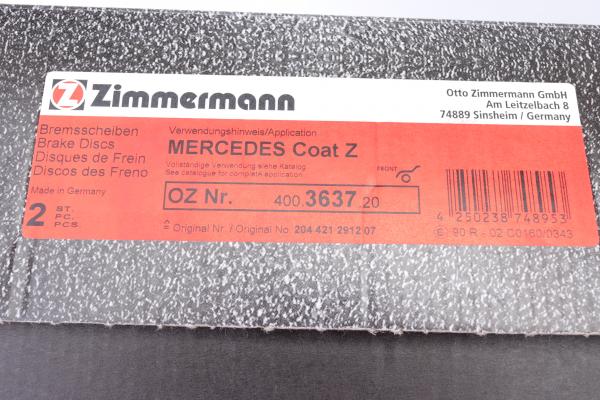 Zimmermann
Otto Zimmermann GmbH
Am Leitzelbach 8
74889 Sinsheim / Germany
Bremsscheiben
Brake Discs
Disques de Frein
Discos des Freno
Made in Germany
2 ST. PC. PCS
Verwendungshinweis/Application
MERCEDES Coat Z
Vollständige Verwendung siehe Katalog
See catalogue for complete application
FRONT
OZ Nr. 400.3637.20
≙ Original Nr. / Original No. 204 421 2912 07
4 250238 748953
E 90 R - 02 C0160/0343